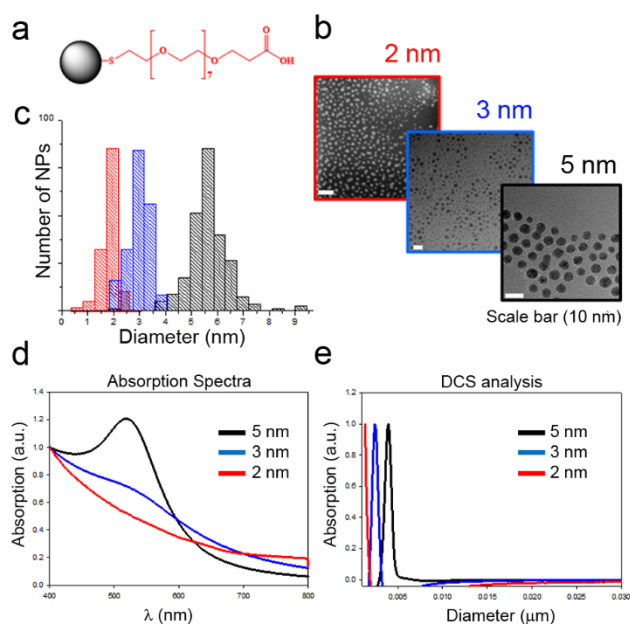 a
S
O
7
O
O
OH
b
2 nm
3 nm
5 nm
Scale bar (10 nm)
c
Number of NPs
100
0 1 2 3 4 5 6 7 8 9
Diameter (nm)
d
Absorption Spectra
Absorption (a.u.)
1.4
1.2
1.0
0.8
0.6
0.4
0.2
0.0
5 nm
3 nm
2 nm
400 500 600 700 800
λ (nm)
e
DCS analysis
Absorption (a.u.)
1.2
1.0
0.8
0.6
0.4
0.2
0.0
5 nm
3 nm
2 nm
0.005 0.010 0.015 0.020 0.025 0.030
Diameter (μm)